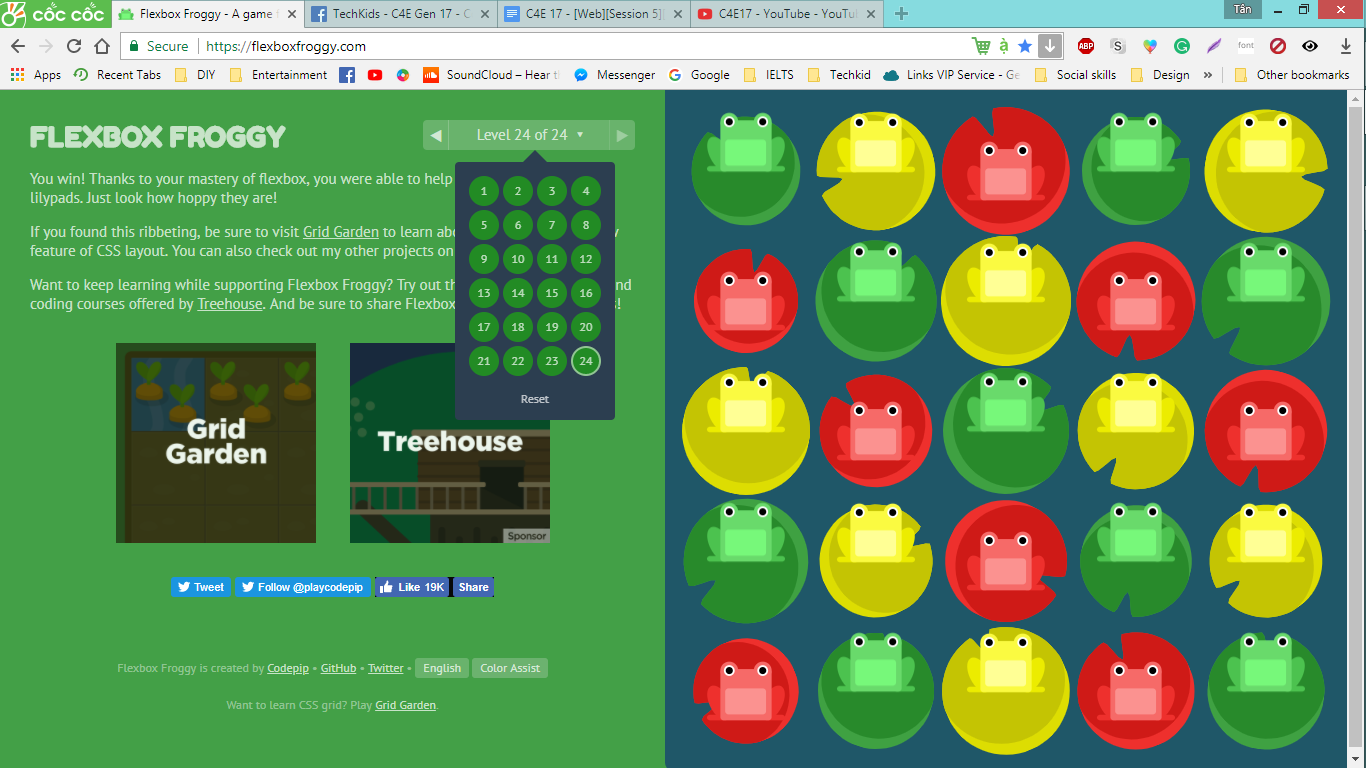 cốc cốc
Flexbox Froggy - A game f
TechKids - C4E Gen 17 - C
C4E 17 - [Web][Session 5]
C4E17 - YouTube - YouTu
Tân
Secure
https://flexboxfroggy.com
ABP
S
font
Apps
Recent Tabs
DIY
Entertainment
SoundCloud – Hear t
Messenger
Google
IELTS
Techkid
Links VIP Service - Ge
Social skills
Design
»
Other bookmarks
FLEXBOX FROGGY
Level 24 of 24
You win! Thanks to your mastery of flexbox, you were able to help
lilypads. Just look how hoppy they are!
If you found this ribbeting, be sure to visit Grid Garden to learn
feature of CSS layout. You can also check out my other projects on
Want to keep learning while supporting Flexbox Froggy? Try out nd
coding courses offered by Treehouse. And be sure to share Flexbox !
1 2 3 4
5 6 7 8
9 10 11 12
13 14 15 16
17 18 19 20
21 22 23 24
Reset
Grid
Garden
Treehouse
Sponsor
Tweet
Follow @playcodepip
Like 19K
Share
Flexbox Froggy is created by Codepip • GitHub • Twitter • English Color Assist
Want to learn CSS grid? Play Grid Garden.